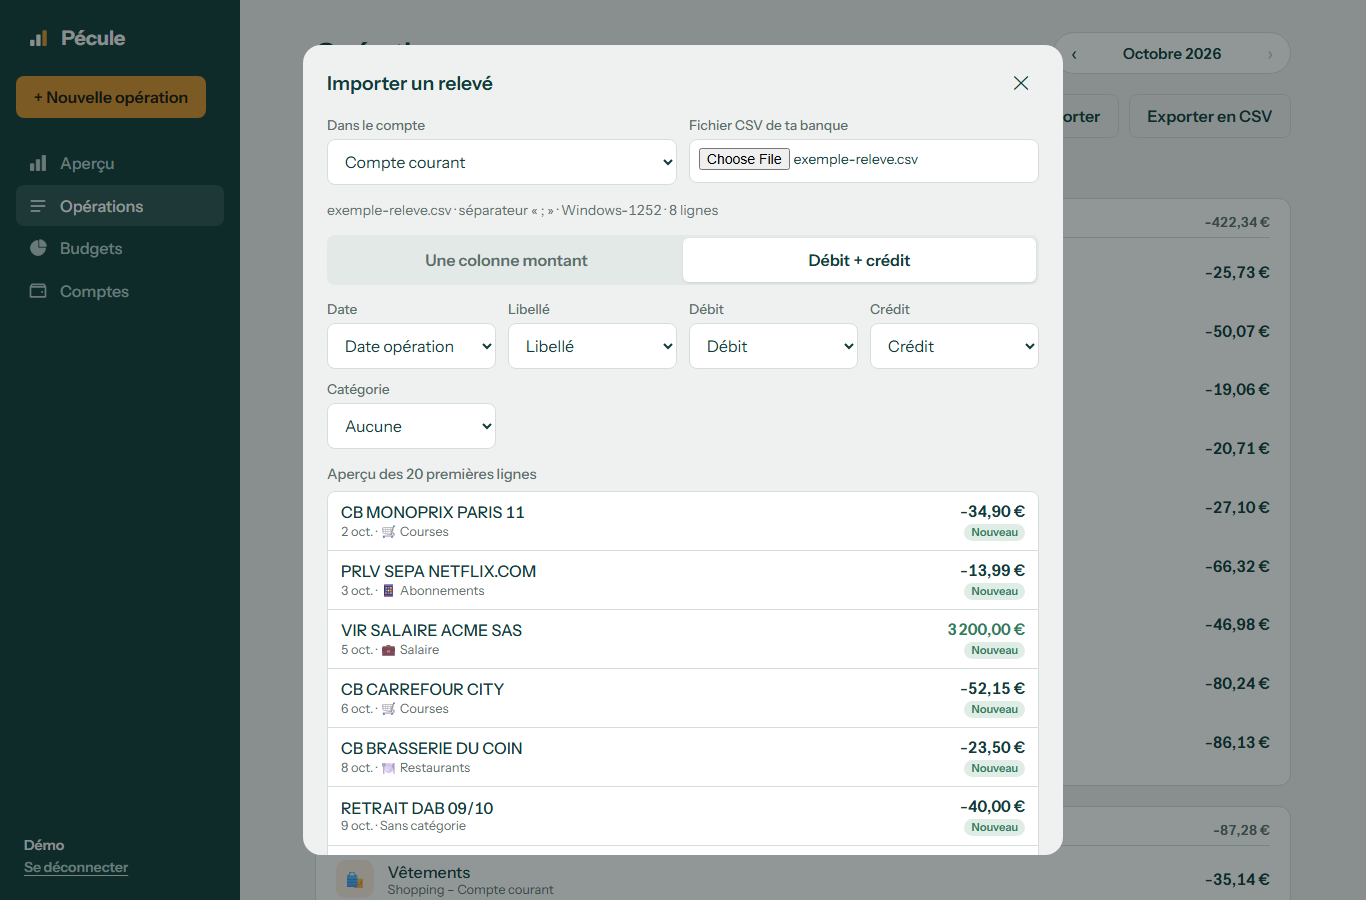 Pécule
+ Nouvelle opération
Aperçu
Opérations
Budgets
Comptes
Démo
Se déconnecter
‹ Octobre 2026 ›
orter
Exporter en CSV
Importer un relevé
Dans le compte
Fichier CSV de ta banque
Compte courant
Choose File exemple-releve.csv
exemple-releve.csv · séparateur « ; » · Windows-1252 · 8 lignes
Une colonne montant
Débit + crédit
Date
Libellé
Débit
Crédit
Date opération
Libellé
Débit
Crédit
Catégorie
Aucune
Aperçu des 20 premières lignes
CB MONOPRIX PARIS 11
-34,90 €
2 oct. · 🛒 Courses
Nouveau
PRLV SEPA NETFLIX.COM
-13,99 €
3 oct. · Abonnements
Nouveau
VIR SALAIRE ACME SAS
3 200,00 €
5 oct. · 💼 Salaire
Nouveau
CB CARREFOUR CITY
-52,15 €
6 oct. · 🛒 Courses
Nouveau
CB BRASSERIE DU COIN
-23,50 €
8 oct. · 🍽️ Restaurants
Nouveau
RETRAIT DAB 09/10
-40,00 €
9 oct. · Sans catégorie
Nouveau
-422,34 €
-25,73 €
-50,07 €
-19,06 €
-20,71 €
-27,10 €
-66,32 €
-46,98 €
-80,24 €
-86,13 €
-87,28 €
Vêtements
Shopping – Compte courant
-35,14 €